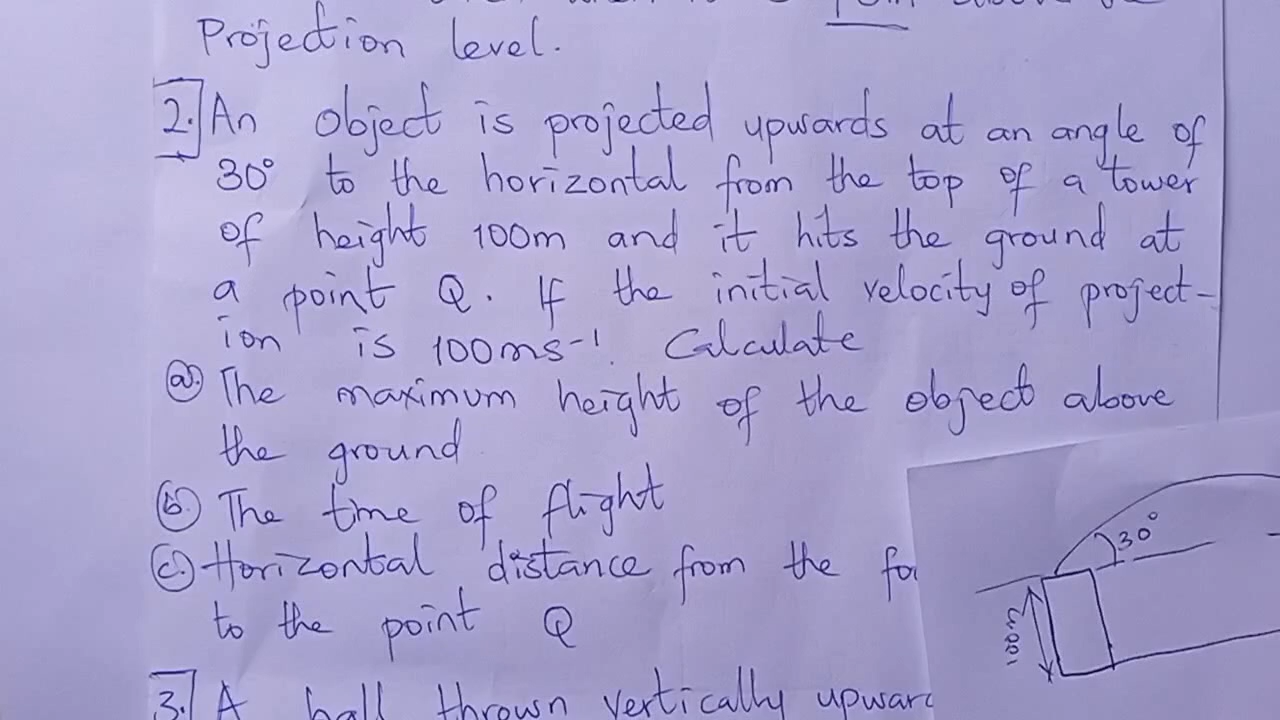 Projection level.
2. An object is projected upwards at an angle of
30° to the horizontal from the top of a tower
of height 100m and it hits the ground at
a point Q. If the initial velocity of project-
ion is 100ms⁻¹. Calculate
a. The maximum height of the object above
the ground
b. The time of flight
c. Horizontal distance from the
to the point Q
3. A ball thrown vertically
30°
100m